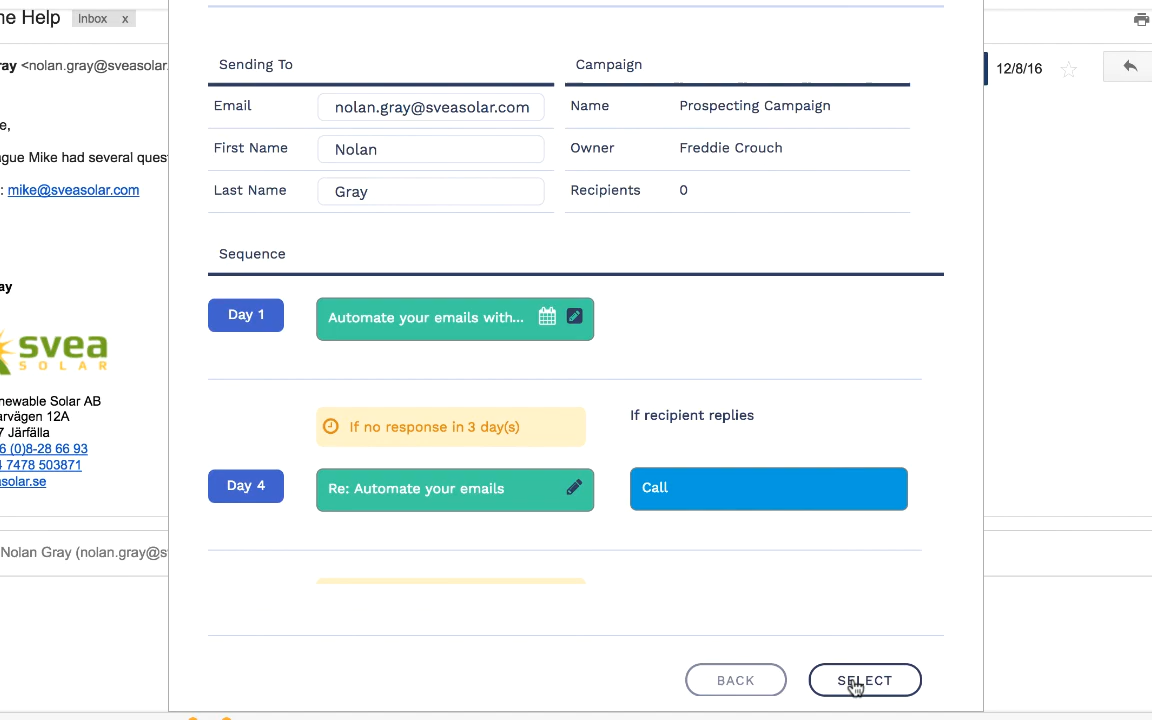 ne Help Inbox x
ray <nolan.gray@sveasolar. 12/8/16
e,
ague Mike had several ques
: mike@sveasolar.com
ay
svea
SOLAR
newable Solar AB
arvägen 12A
7 Järfälla
6 (0)8-28 66 93
4 7478 503871
asolar.se
Nolan Gray (nolan.gray@s
Sending To
Email nolan.gray@sveasolar.com
First Name Nolan
Last Name Gray
Campaign
Name Prospecting Campaign
Owner Freddie Crouch
Recipients 0
Sequence
Day 1 Automate your emails with...
If no response in 3 day(s) If recipient replies
Day 4 Re: Automate your emails Call
BACK SELECT